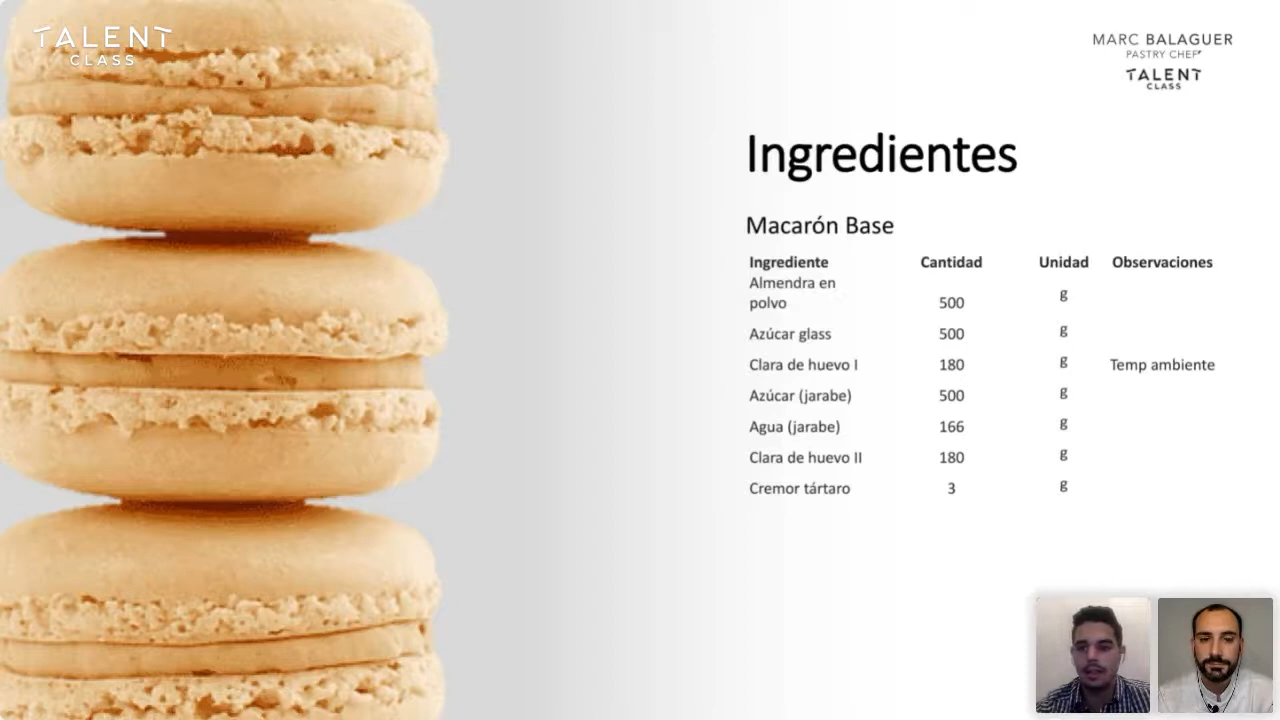 TALENT
CLASS
MARC BALAGUER
PASTRY CHEF
TALENT
CLASS
Ingredientes
Macarón Base
Ingrediente Cantidad Unidad Observaciones
Almendra en
polvo 500 g
Azúcar glass 500 g
Clara de huevo I 180 g Temp ambiente
Azúcar (jarabe) 500 g
Agua (jarabe) 166 g
Clara de huevo II 180 g
Cremor tártaro 3 g